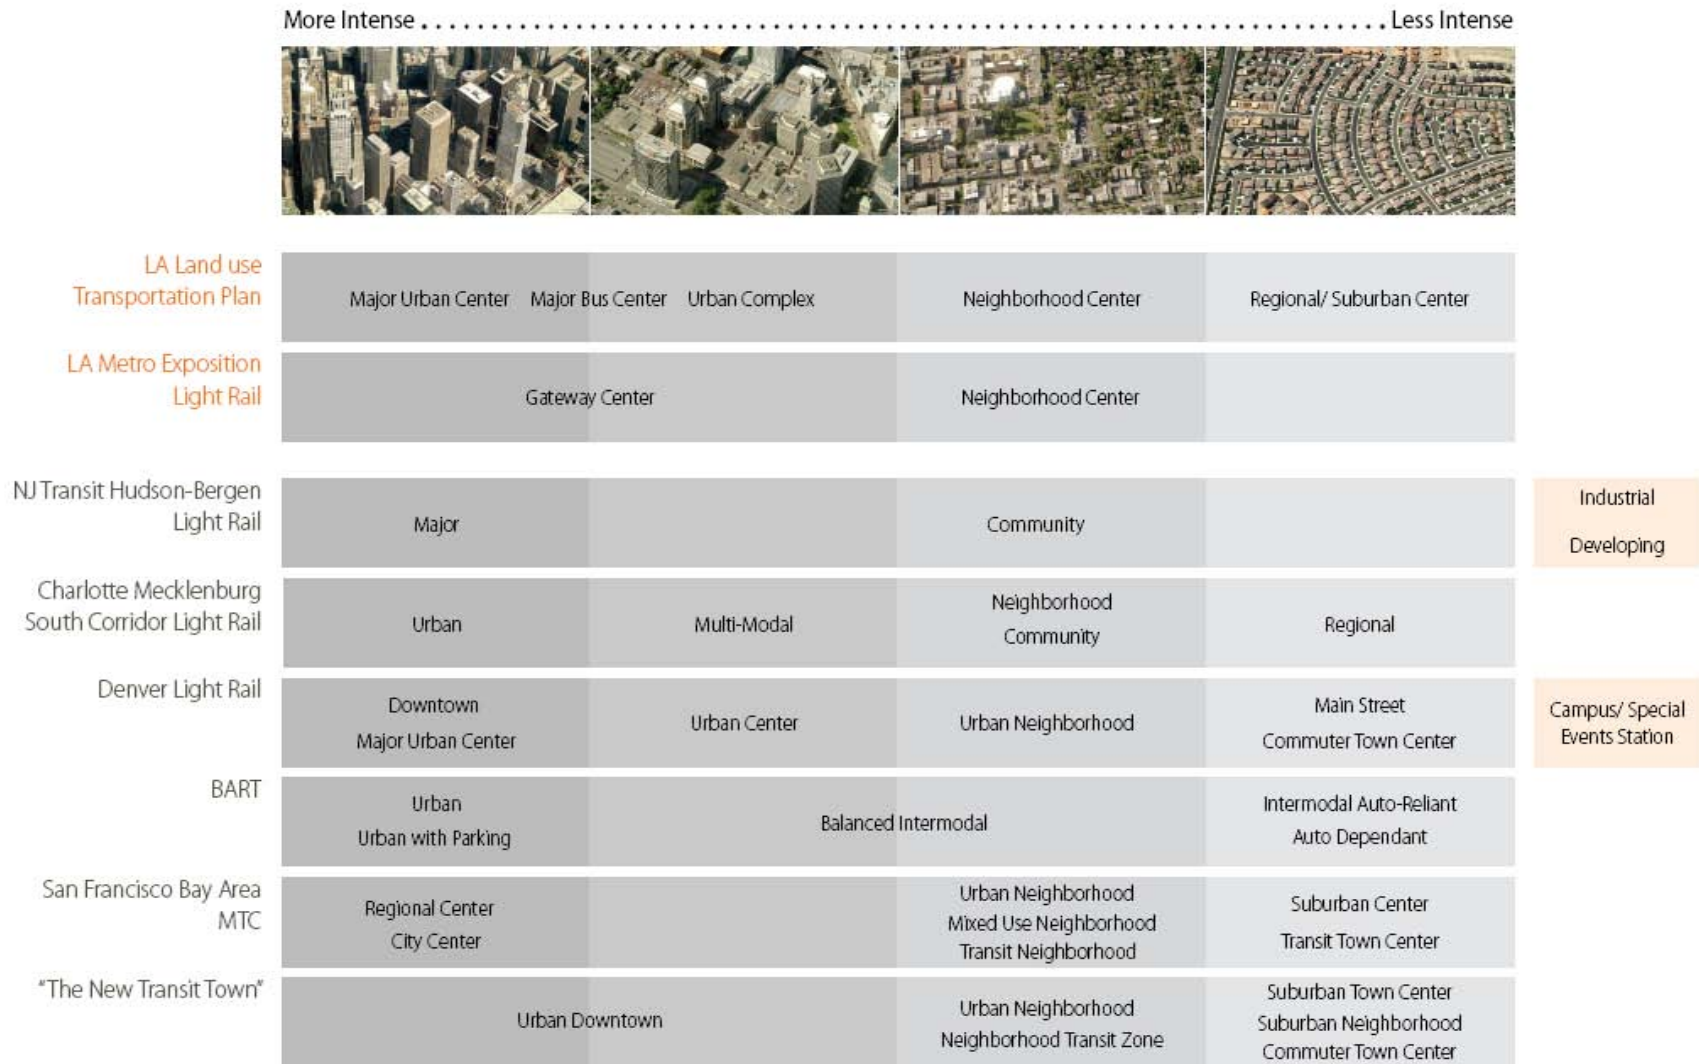 More Intense . . . . . . . . . . . . . . . . . . . . . . . . . . . . . . . . . . . . . . . . . . . . . . . . . . . . . . . . . . . . . . . . . . . . Less Intense
LA Land use
Transportation Plan
Major Urban Center
Major Bus Center
Urban Complex
Neighborhood Center
Regional/ Suburban Center
LA Metro Exposition
Light Rail
Gateway Center
Neighborhood Center
NJ Transit Hudson-Bergen
Light Rail
Major
Community
Industrial
Developing
Charlotte Mecklenburg
South Corridor Light Rail
Urban
Multi-Modal
Neighborhood
Community
Regional
Denver Light Rail
Downtown
Major Urban Center
Urban Center
Urban Neighborhood
Main Street
Commuter Town Center
Campus/ Special
Events Station
BART
Urban
Urban with Parking
Balanced Intermodal
Intermodal Auto-Reliant
Auto Dependant
San Francisco Bay Area
MTC
Regional Center
City Center
Urban Neighborhood
Mixed Use Neighborhood
Transit Neighborhood
Suburban Center
Transit Town Center
"The New Transit Town"
Urban Downtown
Urban Neighborhood
Neighborhood Transit Zone
Suburban Town Center
Suburban Neighborhood
Commuter Town Center